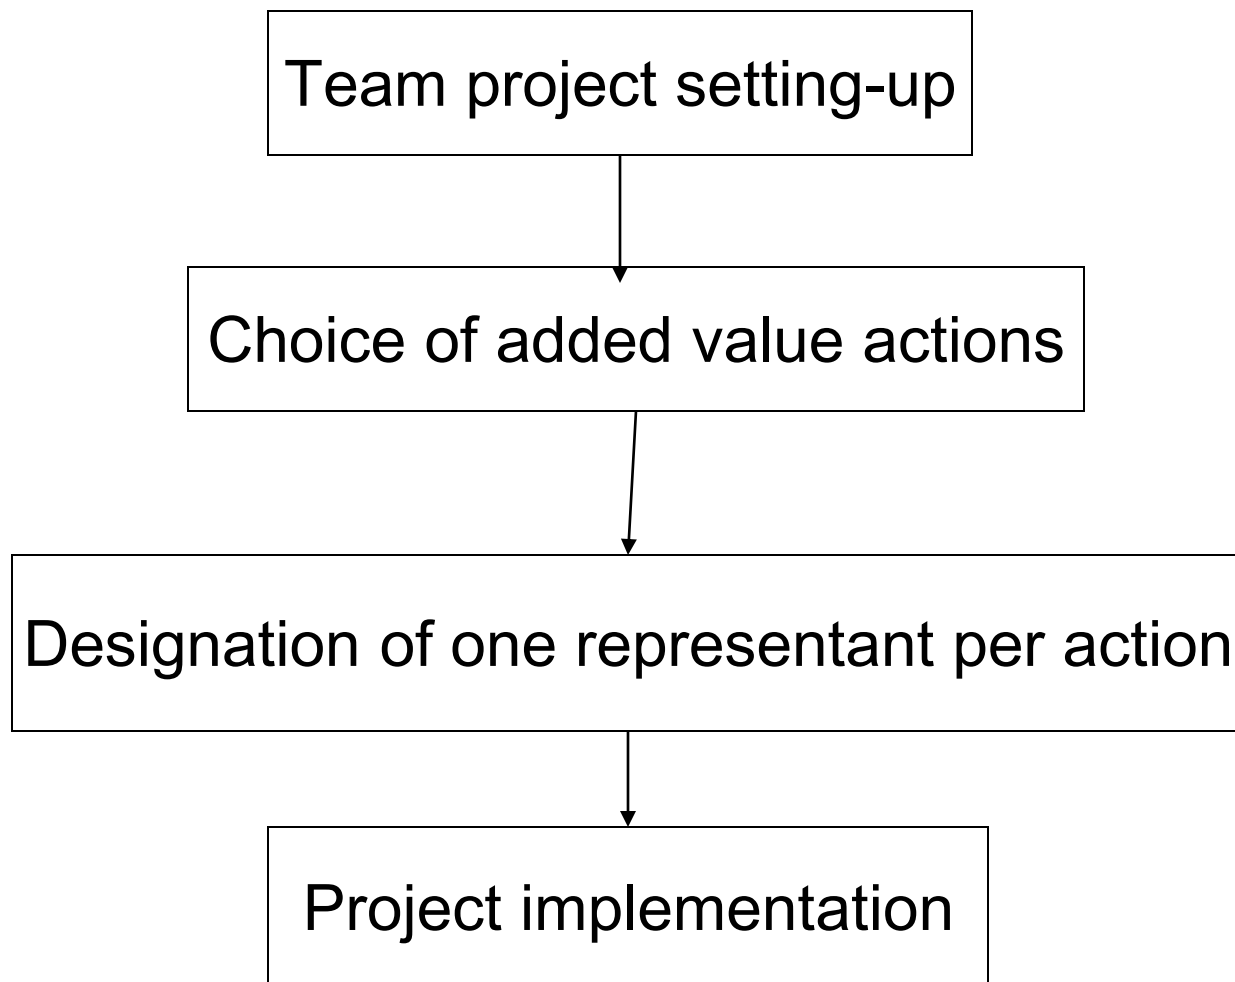 Team project setting-up
Choice of added value actions
Designation of one representant per action
Project implementation